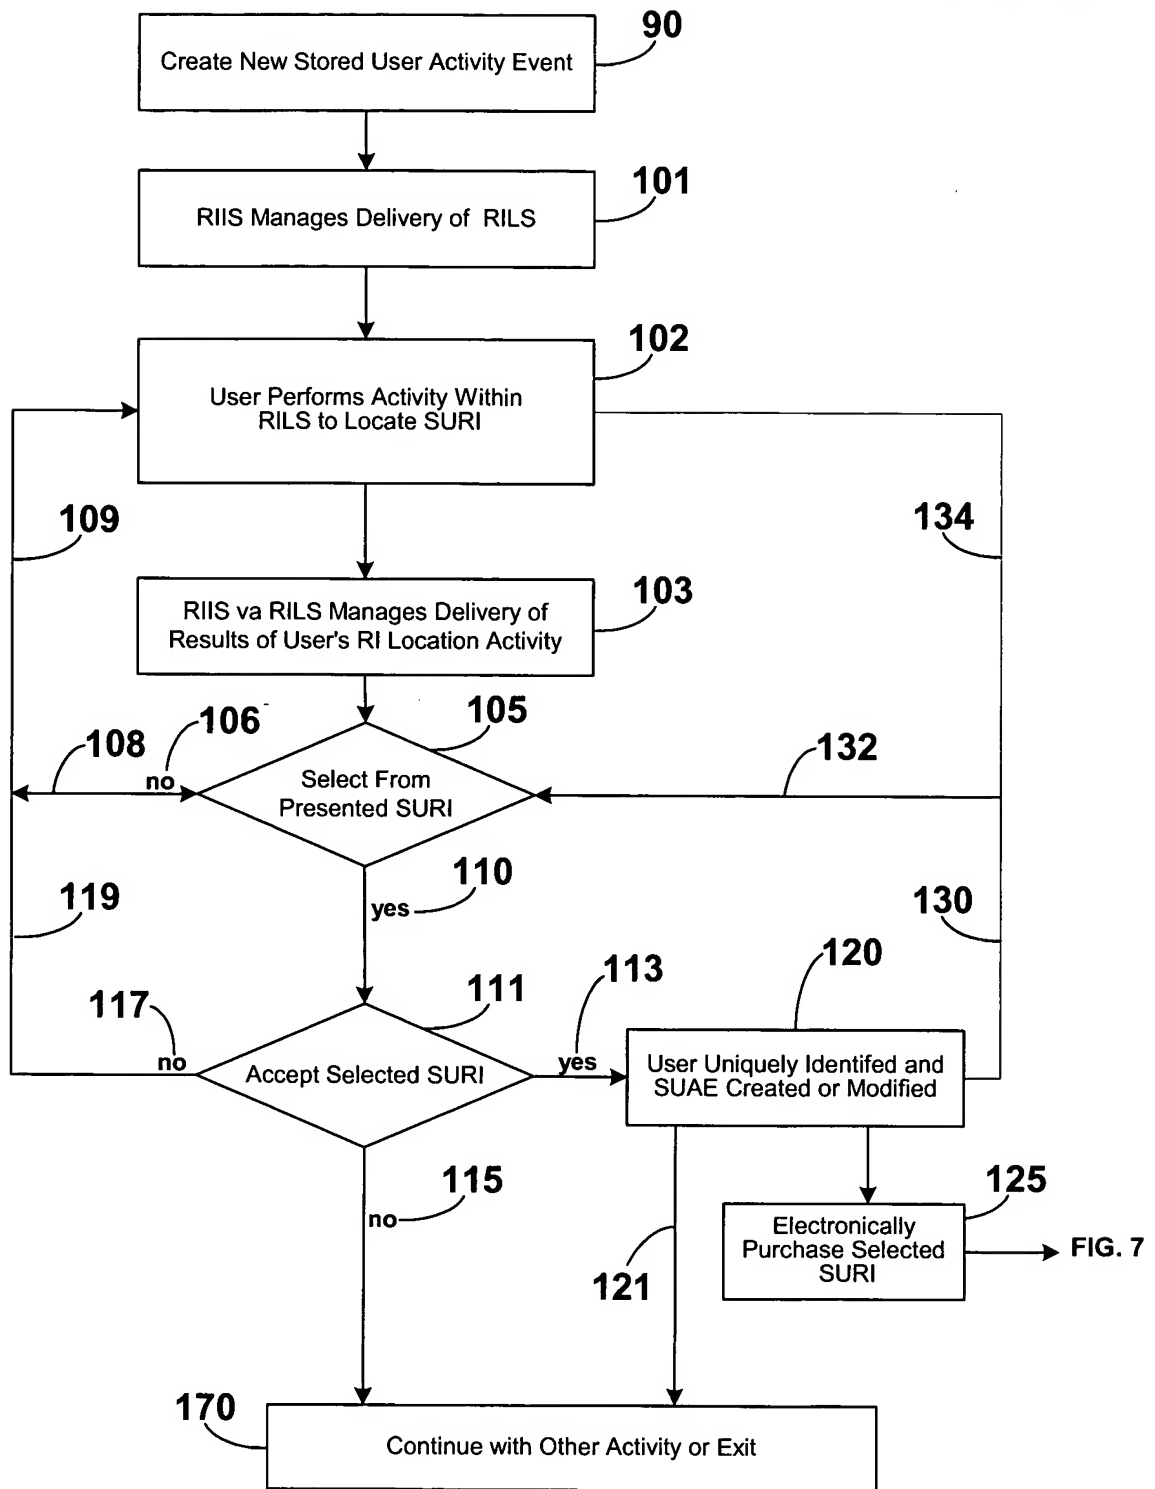 90
Create New Stored User Activity Event
101
RIIS Manages Delivery of RILS
102
User Performs Activity Within
RILS to Locate SURI
109
134
103
RIIS va RILS Manages Delivery of
Results of User's RI Location Activity
106
105
108
no
132
Select From
Presented SURI
119
110
yes
130
120
113
117
111
no
yes
Accept Selected SURI
User Uniquely Identifed and
SUAE Created or Modified
115
no
125
Electronically
Purchase Selected
SURI
FIG. 7
121
170
Continue with Other Activity or Exit